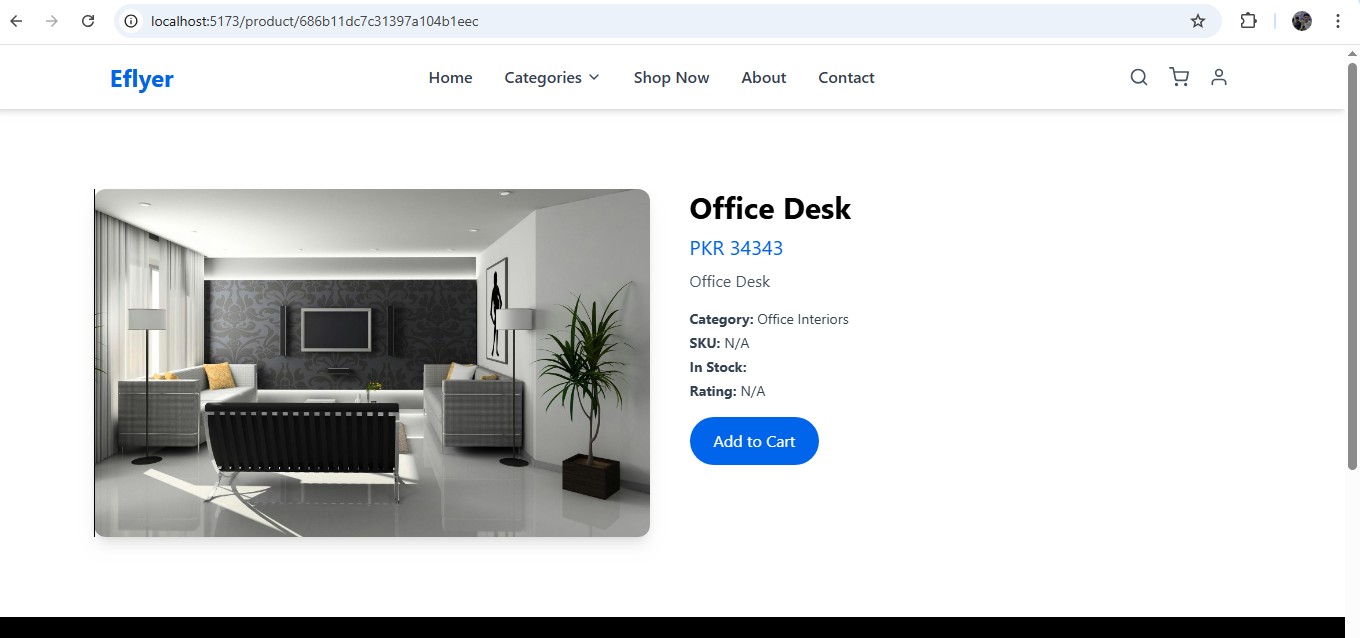 localhost:5173/product/686b11dc7c31397a104b1eec
Eflyer Home Categories Shop Now About Contact
Office Desk
PKR 34343
Office Desk
Category: Office Interiors
SKU: N/A
In Stock:
Rating: N/A
Add to Cart